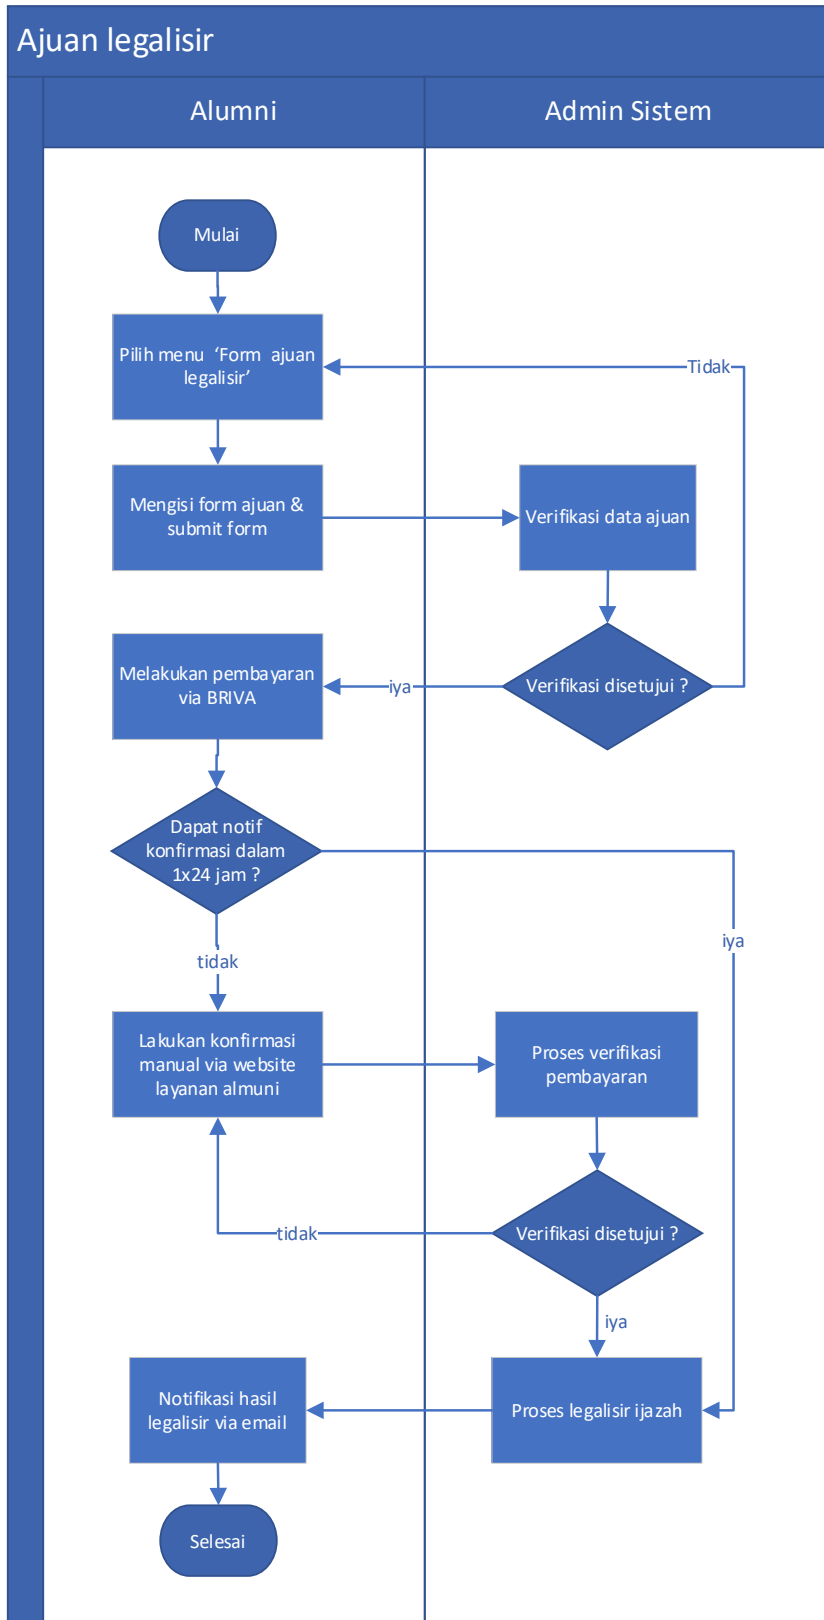 Ajuan legalisir
Alumni
Admin Sistem
Mulai
Pilih menu ‘Form ajuan
legalisir’
Tidak
Mengisi form ajuan &
submit form
Verifikasi data ajuan
Melakukan pembayaran
via BRIVA
iya
Verifikasi disetujui ?
Dapat notif
konfirmasi dalam
1x24 jam ?
iya
tidak
Lakukan konfirmasi
manual via website
layanan almuni
Proses verifikasi
pembayaran
tidak
Verifikasi disetujui ?
iya
Notifikasi hasil
legalisir via email
Proses legalisir ijazah
Selesai